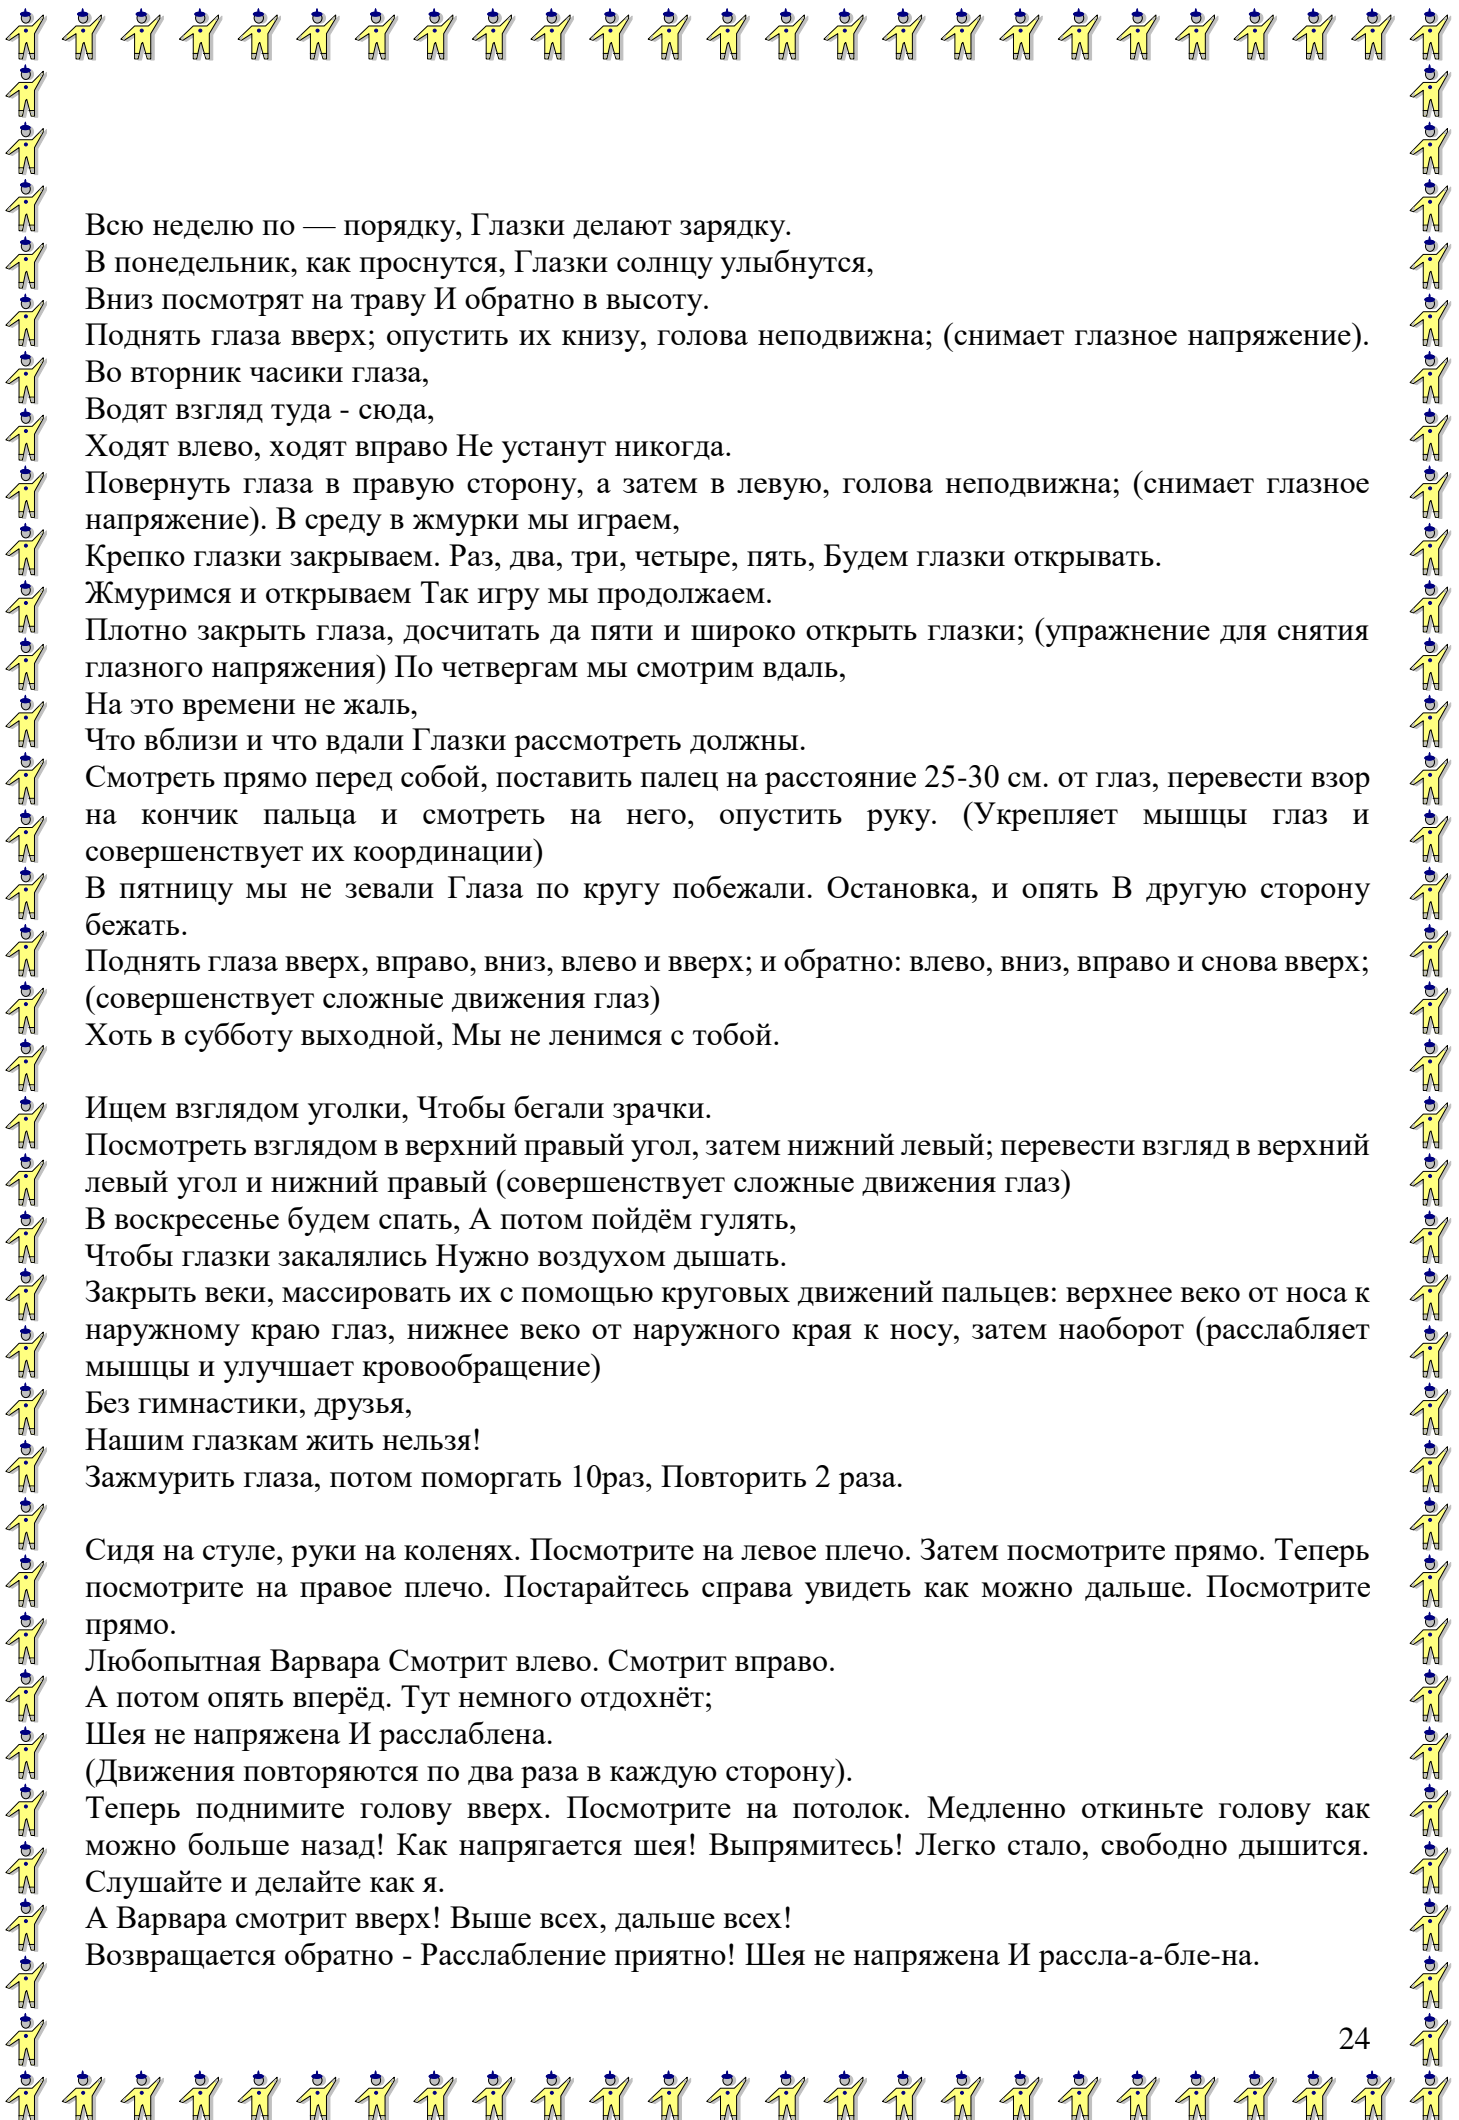 Всю неделю по — порядку, Глазки делают зарядку.
В понедельник, как проснутся, Глазки солнцу улыбнутся,
Вниз посмотрят на траву И обратно в высоту.
Поднять глаза вверх; опустить их книзу, голова неподвижна; (снимает глазное напряжение).
Во вторник часики глаза,
Водят взгляд туда - сюда,
Ходят влево, ходят вправо Не устанут никогда.
Повернуть глаза в правую сторону, а затем в левую, голова неподвижна; (снимает глазное
напряжение). В среду в жмурки мы играем,
Крепко глазки закрываем. Раз, два, три, четыре, пять, Будем глазки открывать.
Жмуримся и открываем Так игру мы продолжаем.
Плотно закрыть глаза, досчитать да пяти и широко открыть глазки; (упражнение для снятия
глазного напряжения) По четвергам мы смотрим вдаль,
На это времени не жаль,
Что вблизи и что вдали Глазки рассмотреть должны.
Смотреть прямо перед собой, поставить палец на расстояние 25-30 см. от глаз, перевести взор
на кончик пальца и смотреть на него, опустить руку. (Укрепляет мышцы глаз и
совершенствует их координации)
В пятницу мы не зевали Глаза по кругу побежали. Остановка, и опять В другую сторону
бежать.
Поднять глаза вверх, вправо, вниз, влево и вверх; и обратно: влево, вниз, вправо и снова вверх;
(совершенствует сложные движения глаз)
Хоть в субботу выходной, Мы не ленимся с тобой.
Ищем взглядом уголки, Чтобы бегали зрачки.
Посмотреть взглядом в верхний правый угол, затем нижний левый; перевести взгляд в верхний
левый угол и нижний правый (совершенствует сложные движения глаз)
В воскресенье будем спать, А потом пойдём гулять,
Чтобы глазки закалялись Нужно воздухом дышать.
Закрыть веки, массировать их с помощью круговых движений пальцев: верхнее веко от носа к
наружному краю глаз, нижнее веко от наружного края к носу, затем наоборот (расслабляет
мышцы и улучшает кровообращение)
Без гимнастики, друзья,
Нашим глазкам жить нельзя!
Зажмурить глаза, потом поморгать 10раз, Повторить 2 раза.
Сидя на стуле, руки на коленях. Посмотрите на левое плечо. Затем посмотрите прямо. Теперь
посмотрите на правое плечо. Постарайтесь справа увидеть как можно дальше. Посмотрите
прямо.
Любопытная Варвара Смотрит влево. Смотрит вправо.
А потом опять вперёд. Тут немного отдохнёт;
Шея не напряжена И расслаблена.
(Движения повторяются по два раза в каждую сторону).
Теперь поднимите голову вверх. Посмотрите на потолок. Медленно откиньте голову как
можно больше назад! Как напрягается шея! Выпрямитесь! Легко стало, свободно дышится.
Слушайте и делайте как я.
А Варвара смотрит вверх! Выше всех, дальше всех!
Возвращается обратно - Расслабление приятно! Шея не напряжена И рассла-а-бле-на.
24